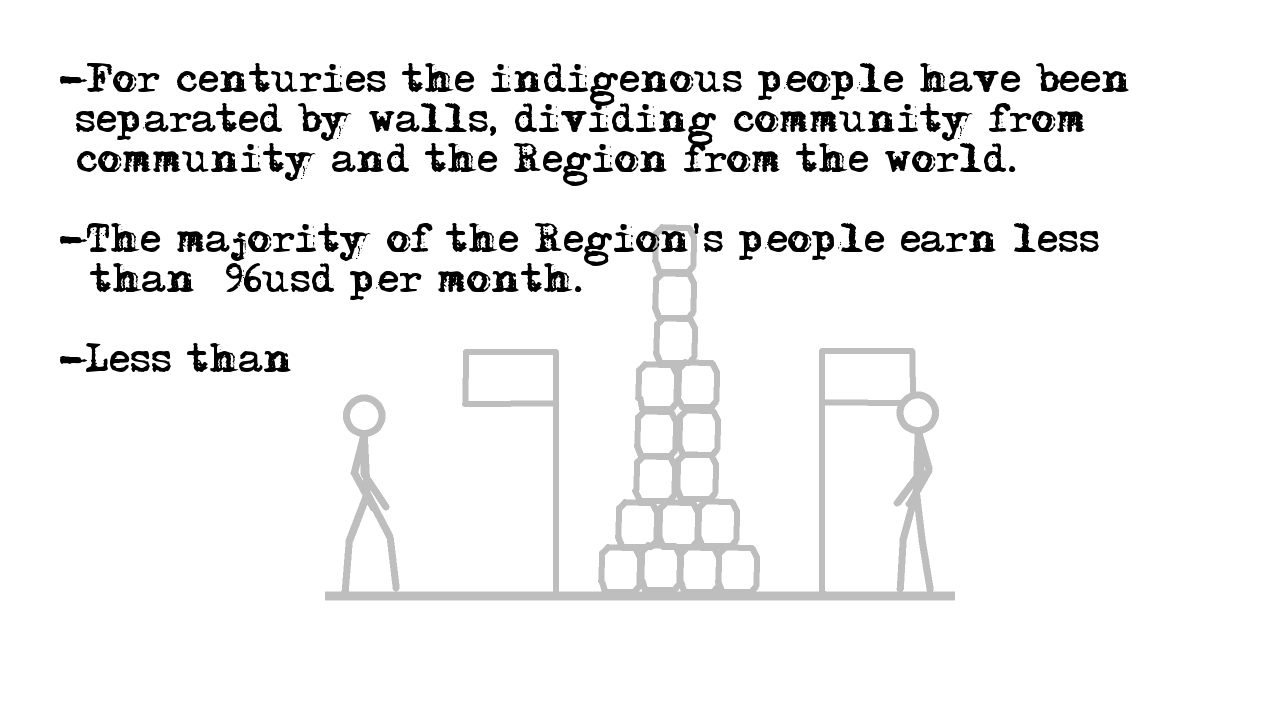 -For centuries the indigenous people have been
separated by walls, dividing community from
community and the Region from the world.
-The majority of the Region's people earn less
than 96usd per month.
-Less than